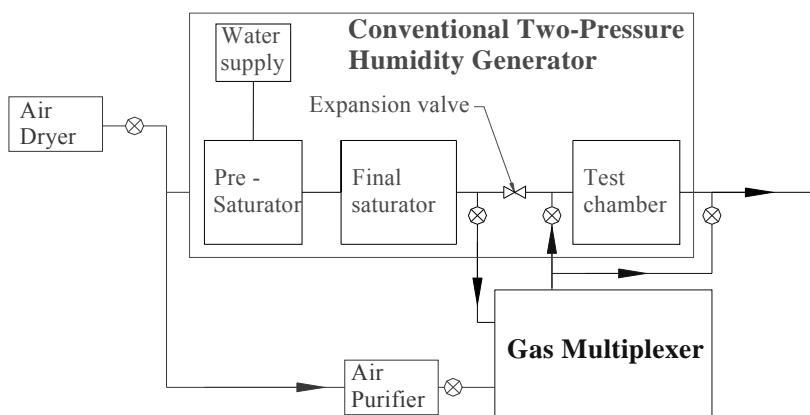 Conventional Two-Pressure
Humidity Generator
Water
supply
Expansion valve
Air
Dryer
Pre -
Saturator
Final
saturator
Test
chamber
Gas Multiplexer
Air
Purifier